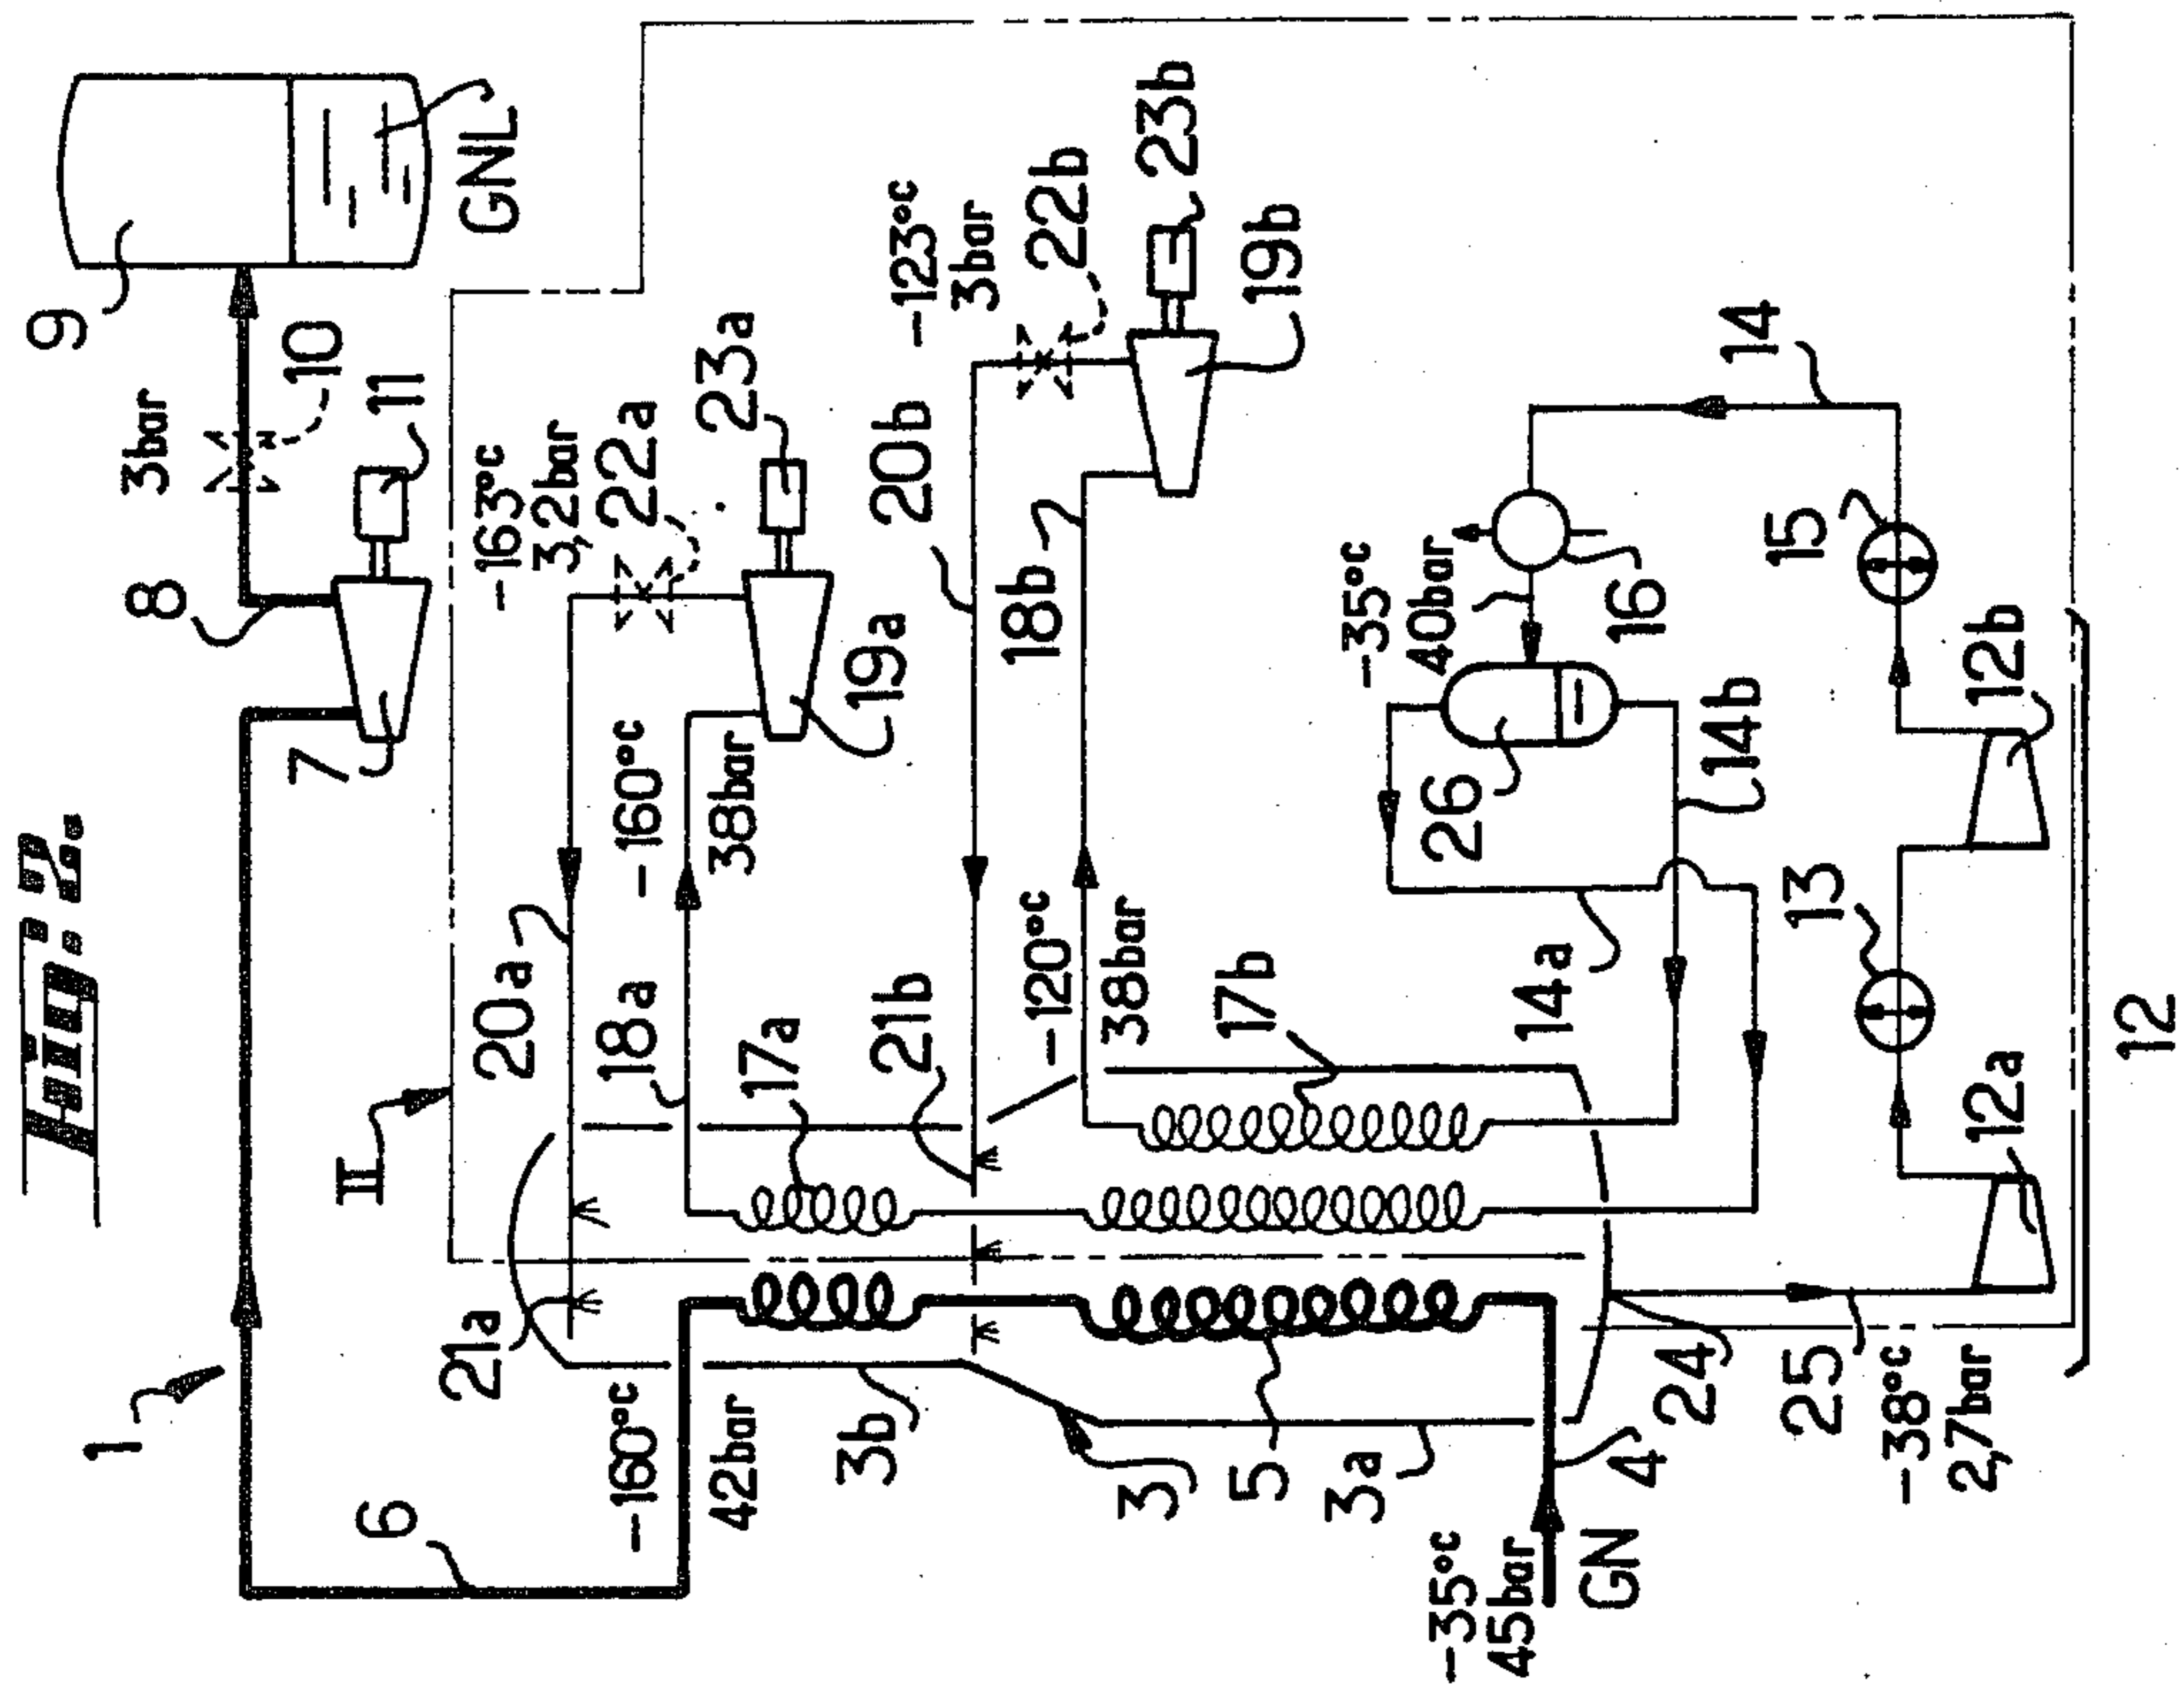 Fig: 2.
1
II
6
7
8
3bar
10
9
11
GNL
-163°c
3,2bar
22a
23a
20a
18a
-160°c
38bar
19a
17a
21a
-160°c
42bar
3b
3
5
3a
-35°c
45bar
GN
4
24
25
-38°c
2,7bar
21b
-120°c
38bar
17b
20b
18b
-123°c
3bar
22b
23b
19b
-35°c
40bar
16
26
14b
14a
14
15
13
12b
12a
12